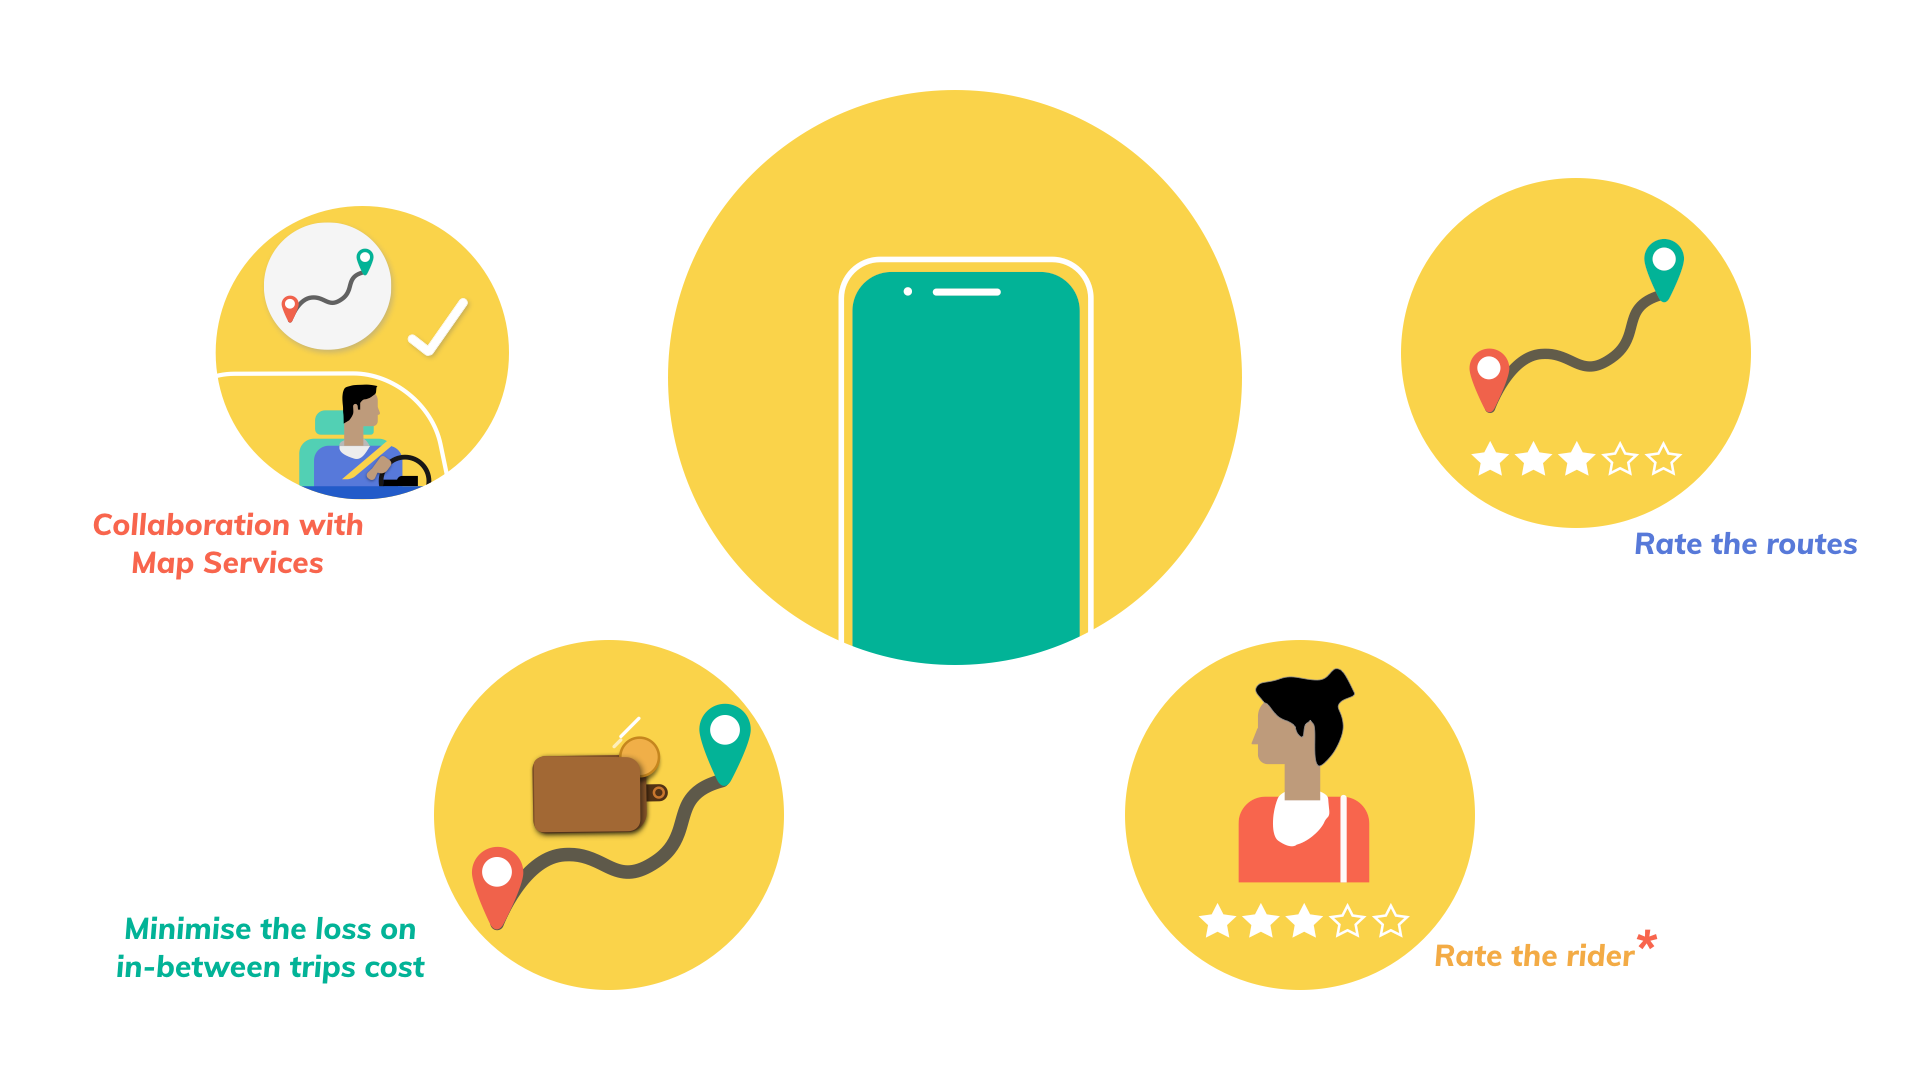 Collaboration with
Map Services
Rate the routes
Minimise the loss on
in-between trips cost
Rate the rider*